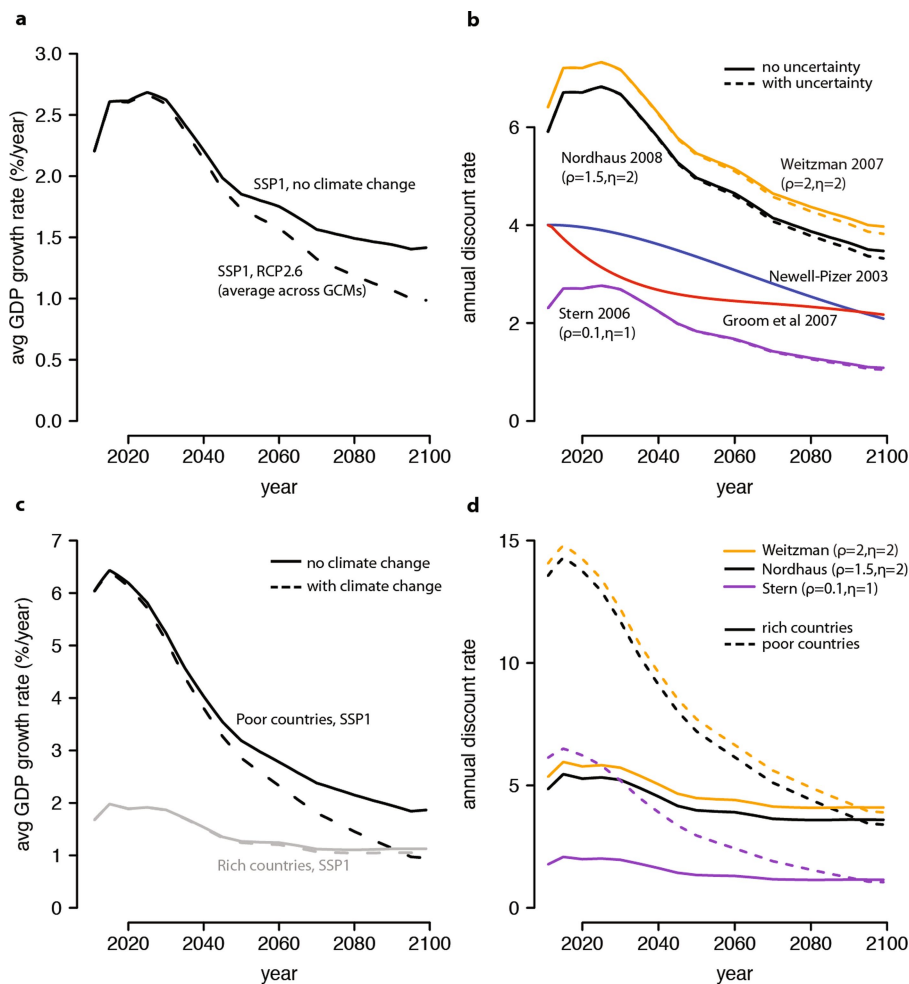 a
3.0
2.5
2.0
1.5
1.0
0.5
0.0
avg GDP growth rate (%/year)
SSP1, no climate change
SSP1, RCP2.6
(average across GCMs)
2020
2040
2060
2080
2100
year
b
6
4
2
0
annual discount rate
no uncertainty
with uncertainty
Nordhaus 2008
(ρ=1.5,η=2)
Weitzman 2007
(ρ=2,η=2)
Newell-Pizer 2003
Stern 2006
(ρ=0.1,η=1)
Groom et al 2007
2020
2040
2060
2080
2100
year
c
7
6
5
4
3
2
1
0
avg GDP growth rate (%/year)
no climate change
with climate change
Poor countries, SSP1
Rich countries, SSP1
2020
2040
2060
2080
2100
year
d
15
10
5
0
annual discount rate
Weitzman (ρ=2,η=2)
Nordhaus (ρ=1.5,η=2)
Stern (ρ=0.1,η=1)
rich countries
poor countries
2020
2040
2060
2080
2100
year